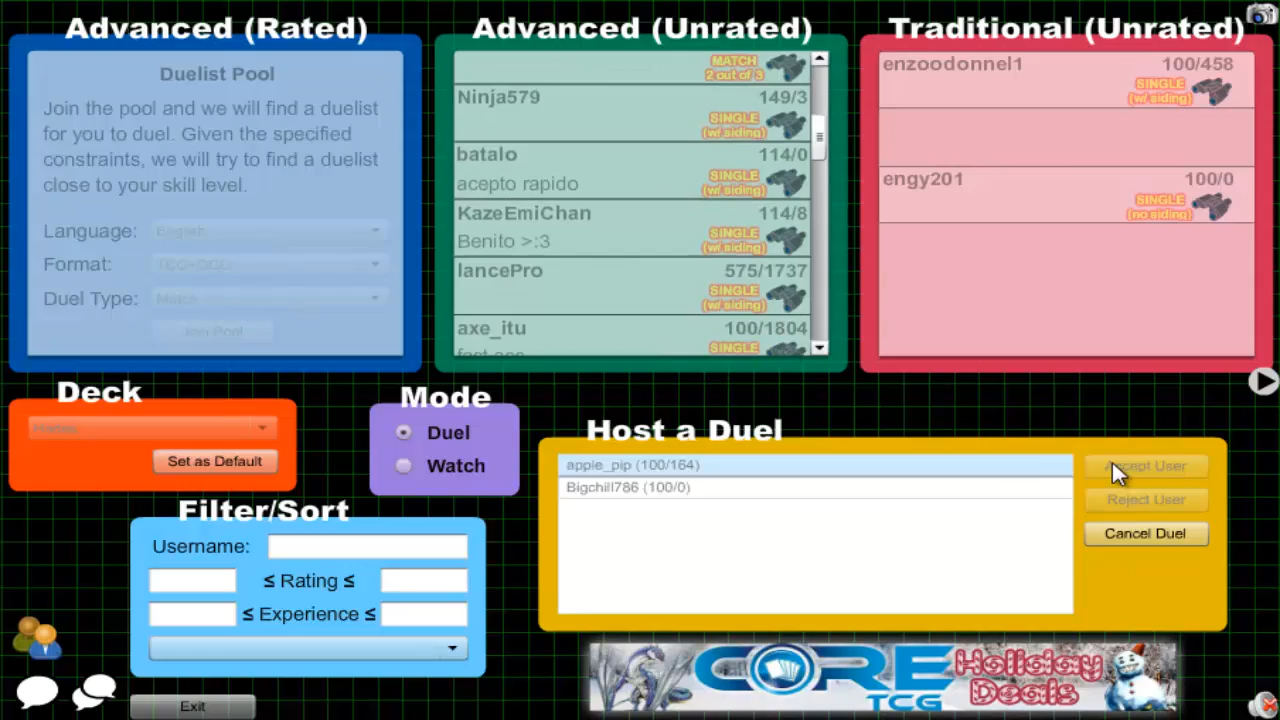 Advanced (Rated)
Duelist Pool
Join the pool and we will find a duelist
for you to duel. Given the specified
constraints, we will try to find a duelist
close to your skill level.
Language: English
Format: TCG-OCG
Duel Type: Match
Join Pool
Advanced (Unrated)
MATCH
2 out of 3
Ninja579 149/3
SINGLE
(w/ siding)
batalo 114/0
acepto rapido
SINGLE
(w/ siding)
KazeEmiChan 114/8
Benito >:3
SINGLE
(w/ siding)
lancePro 575/1737
SINGLE
(w/ siding)
axe_itu 100/1804
SINGLE
Traditional (Unrated)
enzoodonnel1 100/458
SINGLE
(w/ siding)
engy201 100/0
SINGLE
(no siding)
Deck
Set as Default
Mode
Duel
Watch
Host a Duel
apple_pip (100/164)
Bigchill786 (100/0)
Accept User
Reject User
Cancel Duel
Filter/Sort
Username:
≤ Rating ≤
≤ Experience ≤
Exit
CORE
TCG
Holiday
Deals